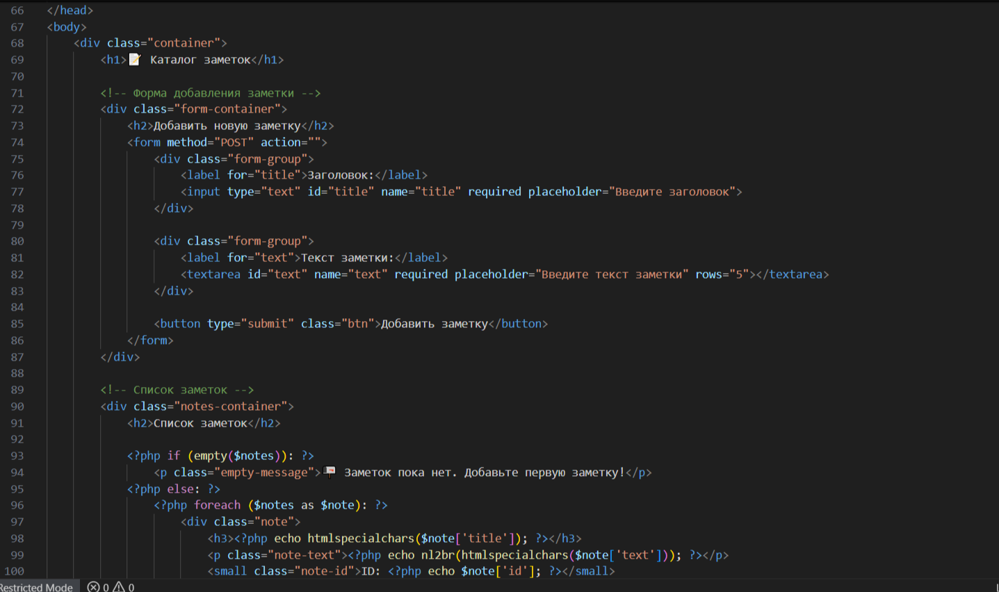 66 </head>
67 <body>
68 <div class="container">
69 <h1>📝 Каталог заметок</h1>
70
71 <!-- Форма добавления заметки -->
72 <div class="form-container">
73 <h2>Добавить новую заметку</h2>
74 <form method="POST" action="">
75 <div class="form-group">
76 <label for="title">Заголовок:</label>
77 <input type="text" id="title" name="title" required placeholder="Введите заголовок">
78 </div>
79
80 <div class="form-group">
81 <label for="text">Текст заметки:</label>
82 <textarea id="text" name="text" required placeholder="Введите текст заметки" rows="5"></textarea>
83 </div>
84
85 <button type="submit" class="btn">Добавить заметку</button>
86 </form>
87 </div>
88
89 <!-- Список заметок -->
90 <div class="notes-container">
91 <h2>Список заметок</h2>
92
93 <?php if (empty($notes)): ?>
94 <p class="empty-message">📭 Заметок пока нет. Добавьте первую заметку!</p>
95 <?php else: ?>
96 <?php foreach ($notes as $note): ?>
97 <div class="note">
98 <h3><?php echo htmlspecialchars($note['title']); ?></h3>
99 <p class="note-text"><?php echo nl2br(htmlspecialchars($note['text'])); ?></p>
100 <small class="note-id">ID: <?php echo $note['id']; ?></small>
Restricted Mode 0 0